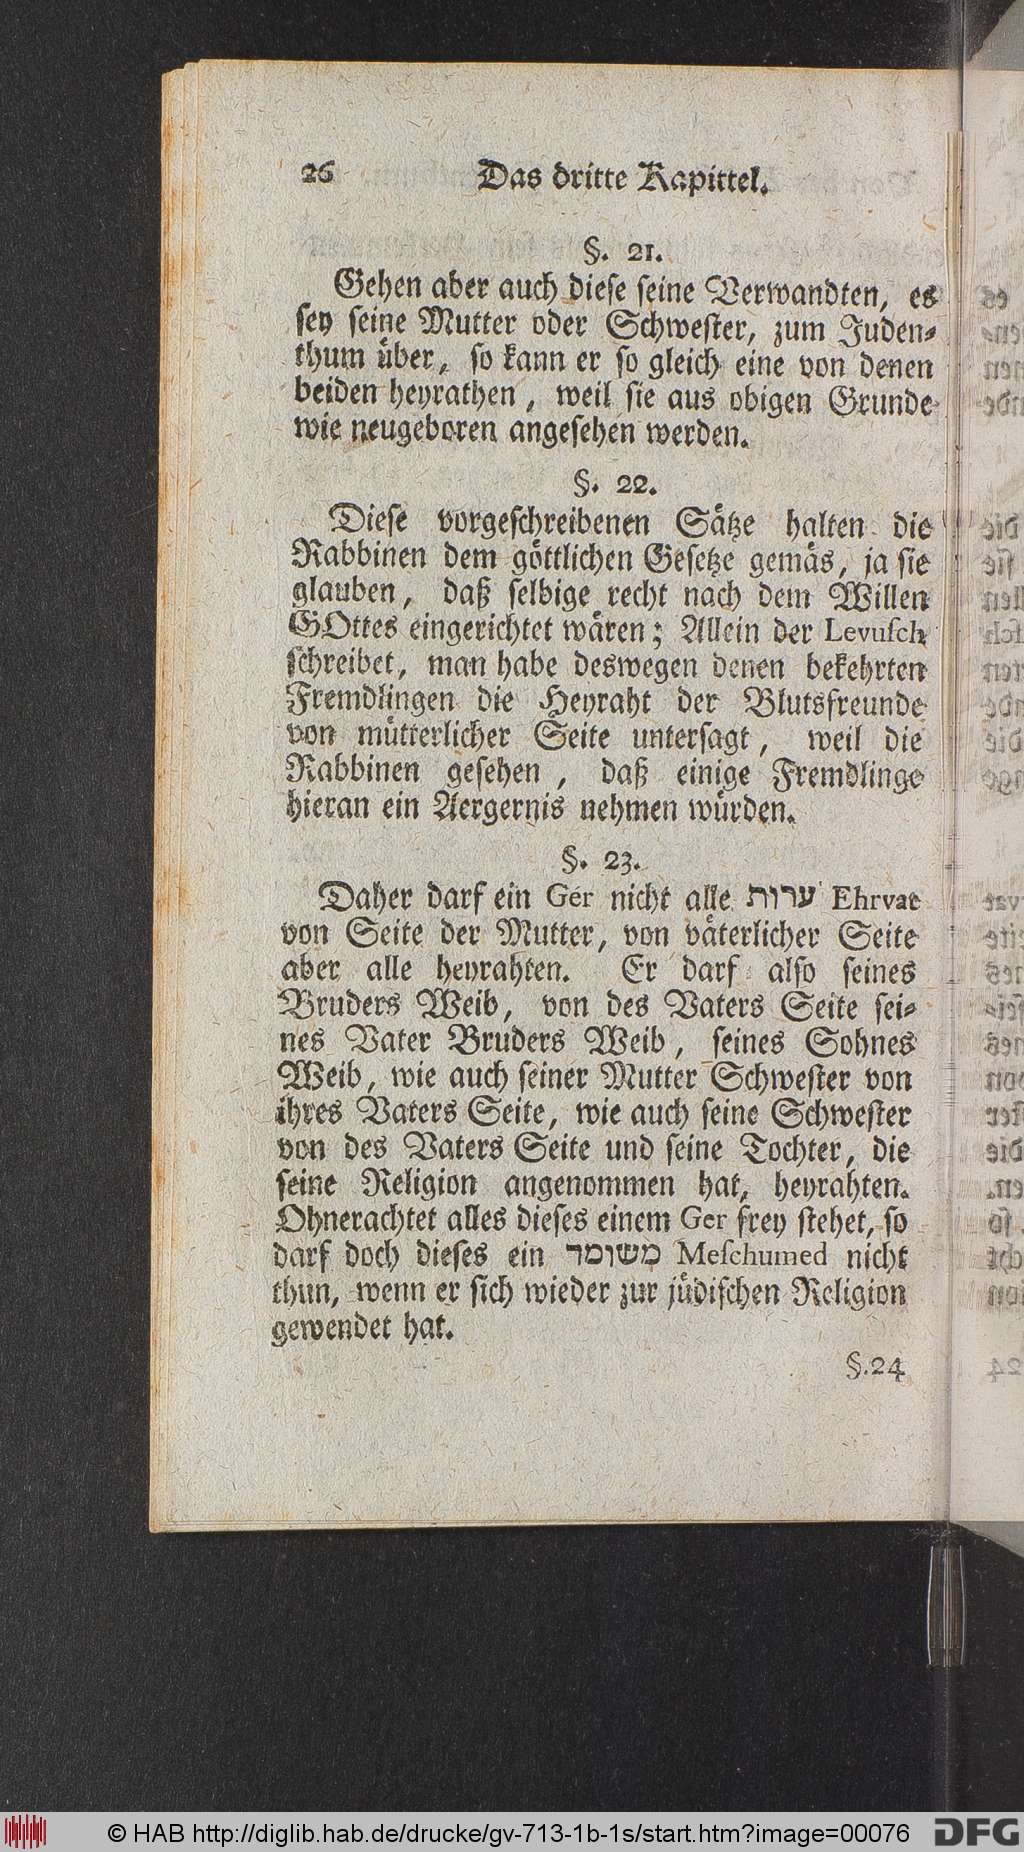 26 Das dritte Kapittel.
§. 21.
Gehen aber auch dieſe ſeine Verwandten, es
ſey ſeine Mutter oder Schweſter, zum Juden⸗
thum über, ſo kann er ſo gleich eine von denen
beiden heyrathen, weil ſie aus obigen Grunde
wie neugeboren angeſehen werden.
§. 22.
Dieſe vorgeſchreibenen Sätze halten die
Rabbinen dem göttlichen Geſetze gemäs, ja ſie
glauben, daß ſelbige recht nach dem Willen
GOttes eingerichtet wären; Allein der Levuſch
ſchreibet, man habe deswegen denen bekehrten
Fremdlingen die Heyraht der Blutsfreunde
von mütterlicher Seite unterſagt, weil die
Rabbinen geſehen, daß einige Fremdlinge
hieran ein Aergernis nehmen würden.
§. 23.
Daher darf ein Ger nicht alle ערות Ehrvat
von Seite der Mutter, von väterlicher Seite
aber alle heyrahten. Er darf alſo ſeines
Bruders Weib, von des Vaters Seite ſei⸗
nes Vater Bruders Weib, ſeines Sohnes
Weib, wie auch ſeiner Mutter Schweſter von
ihres Vaters Seite, wie auch ſeine Schweſter
von des Vaters Seite und ſeine Tochter, die
ſeine Religion angenommen hat, heyrahten.
Ohnerachtet alles dieſes einem Ger frey ſtehet, ſo
darf doch dieſes ein משומר Meſchumed nicht
thun, wenn er ſich wieder zur jüdiſchen Religion
gewendet hat.
§.24
© HAB http://diglib.hab.de/drucke/gv-713-1b-1s/start.htm?image=00076 DFG